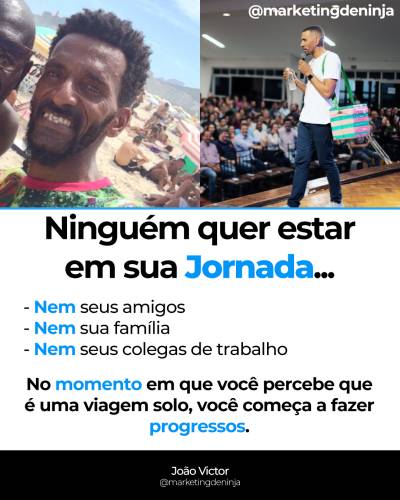 @marketingdeninja
Ninguém quer estar
em sua Jornada...
- Nem seus amigos
- Nem sua família
- Nem seus colegas de trabalho
No momento em que você percebe que
é uma viagem solo, você começa a fazer
progressos.
João Victor
@marketingdeninja